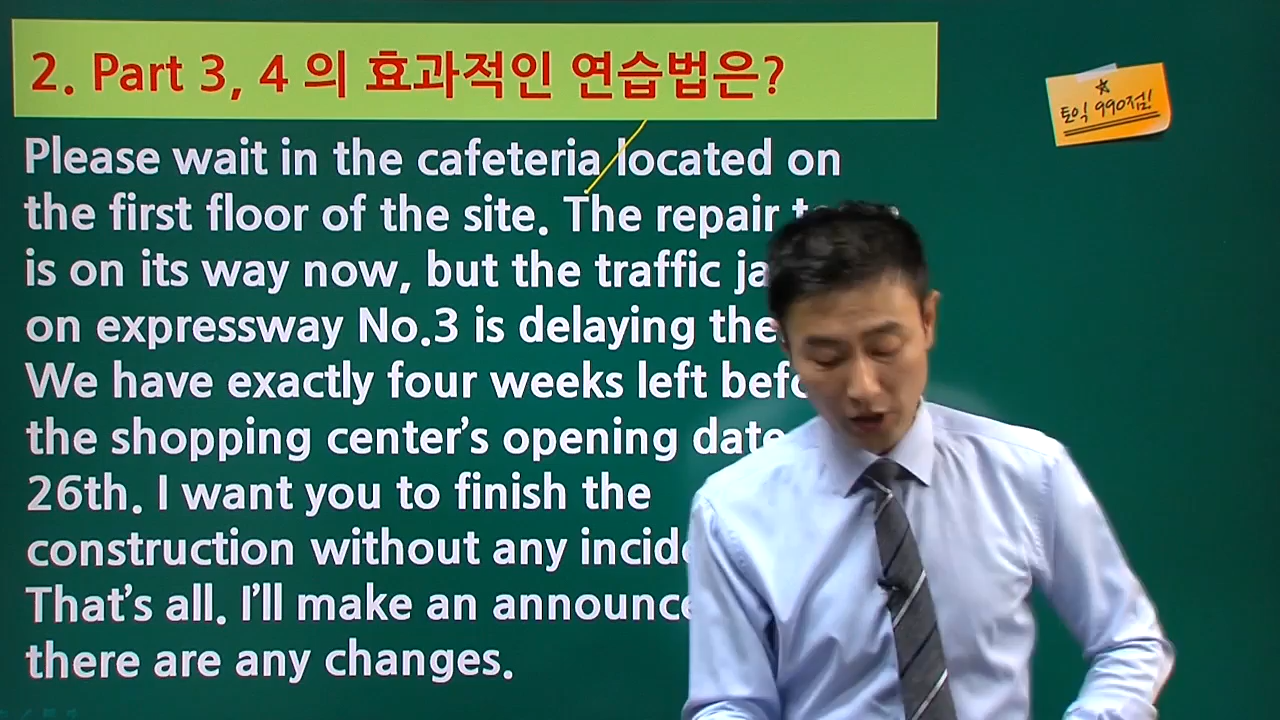 2. Part 3, 4 의 효과적인 연습법은?
토익 990점!
Please wait in the cafeteria located on
the first floor of the site. The repair
is on its way now, but the traffic
on expressway No.3 is delaying
We have exactly four weeks left
the shopping center's opening date
26th. I want you to finish the
construction without any
That's all. I'll make an
there are any changes.